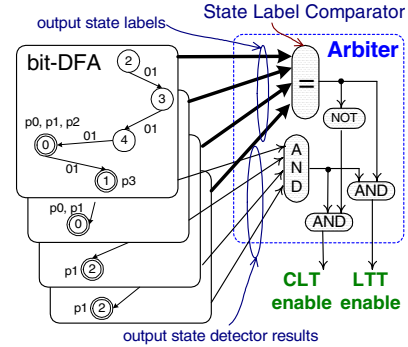 output state labels
State Label Comparator
bit-DFA
Arbiter
2
01
3
=
p0, p1, p2
01
01
4
NOT
0
01
1
p3
A
N
D
AND
p0, p1
0
AND
p1
2
CLT
enable
LTT
enable
p1
2
output state detector results